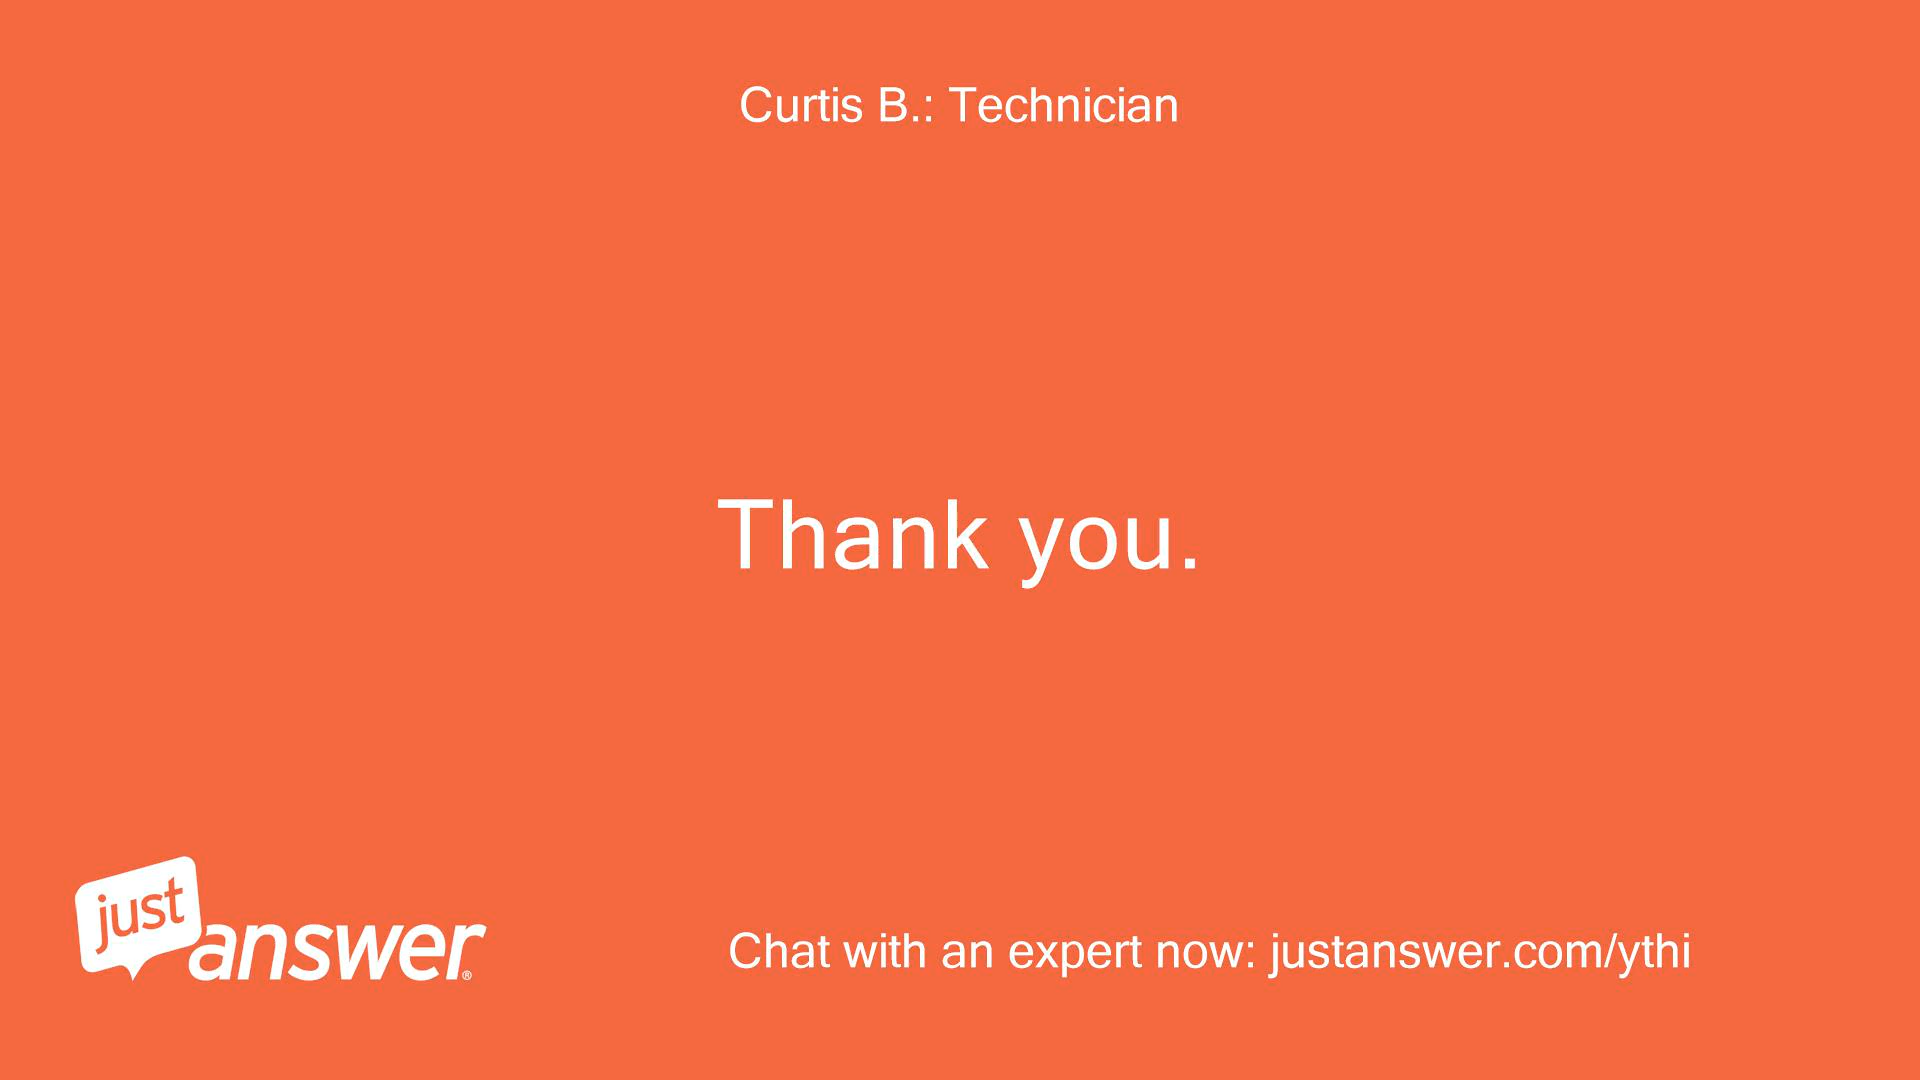 Curtis B.: Technician
Thank you.
just
answer®
Chat with an expert now: justanswer.com/ythi